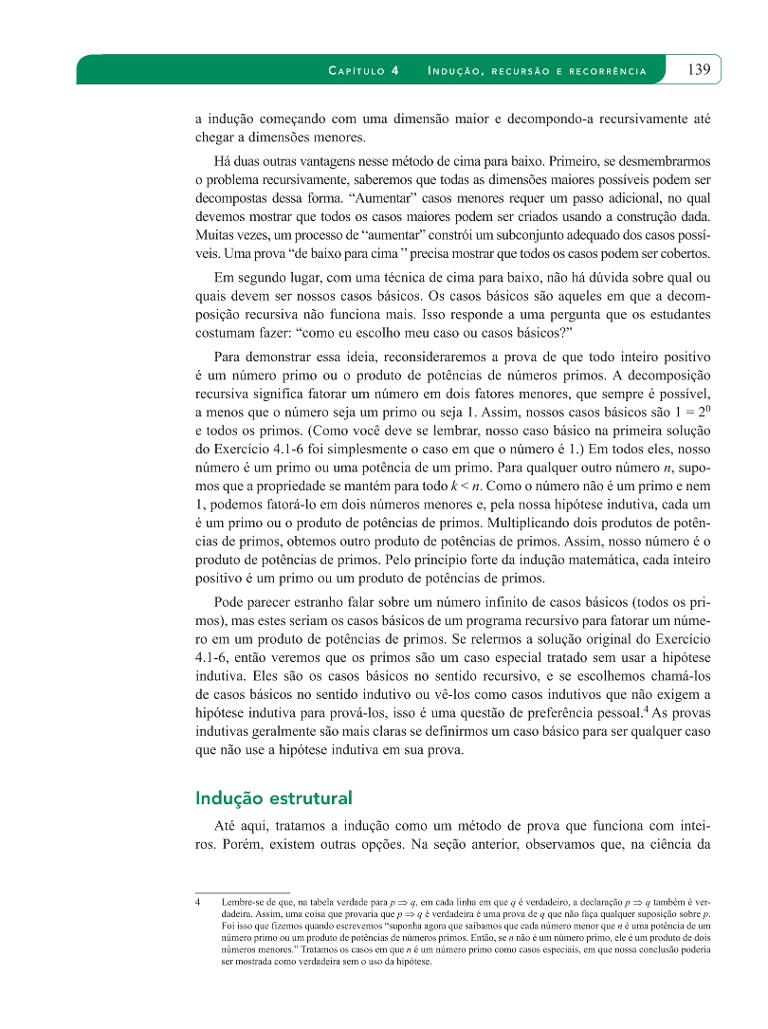 CAPÍTULO 4 INDUÇÃO, RECURSÃO E RECORRÊNCIA 139
a indução começando com uma dimensão maior e decompondo-a recursivamente até
chegar a dimensões menores.
Há duas outras vantagens nesse método de cima para baixo. Primeiro, se desmembrarmos
o problema recursivamente, saberemos que todas as dimensões maiores possíveis podem ser
decompostas dessa forma. “Aumentar” casos menores requer um passo adicional, no qual
devemos mostrar que todos os casos maiores podem ser criados usando a construção dada.
Muitas vezes, um processo de “aumentar” constrói um subconjunto adequado dos casos possí-
veis. Uma prova “de baixo para cima ” precisa mostrar que todos os casos podem ser cobertos.
Em segundo lugar, com uma técnica de cima para baixo, não há dúvida sobre qual ou
quais devem ser nossos casos básicos. Os casos básicos são aqueles em que a decom-
posição recursiva não funciona mais. Isso responde a uma pergunta que os estudantes
costumam fazer: “como eu escolho meu caso ou casos básicos?”
Para demonstrar essa ideia, reconsideraremos a prova de que todo inteiro positivo
é um número primo ou o produto de potências de números primos. A decomposição
recursiva significa fatorar um número em dois fatores menores, que sempre é possível,
a menos que o número seja um primo ou seja 1. Assim, nossos casos básicos são 1 = 2⁰
e todos os primos. (Como você deve se lembrar, nosso caso básico na primeira solução
do Exercício 4.1-6 foi simplesmente o caso em que o número é 1.) Em todos eles, nosso
número é um primo ou uma potência de um primo. Para qualquer outro número n, supo-
mos que a propriedade se mantém para todo k < n. Como o número não é um primo e nem
1, podemos fatorá-lo em dois números menores e, pela nossa hipótese indutiva, cada um
é um primo ou o produto de potências de primos. Multiplicando dois produtos de potên-
cias de primos, obtemos outro produto de potências de primos. Assim, nosso número é o
produto de potências de primos. Pelo princípio forte da indução matemática, cada inteiro
positivo é um primo ou um produto de potências de primos.
Pode parecer estranho falar sobre um número infinito de casos básicos (todos os pri-
mos), mas estes seriam os casos básicos de um programa recursivo para fatorar um núme-
ro em um produto de potências de primos. Se relermos a solução original do Exercício
4.1-6, então veremos que os primos são um caso especial tratado sem usar a hipótese
indutiva. Eles são os casos básicos no sentido recursivo, e se escolhemos chamá-los
de casos básicos no sentido indutivo ou vê-los como casos indutivos que não exigem a
hipótese indutiva para prová-los, isso é uma questão de preferência pessoal.⁴ As provas
indutivas geralmente são mais claras se definirmos um caso básico para ser qualquer caso
que não use a hipótese indutiva em sua prova.
Indução estrutural
Até aqui, tratamos a indução como um método de prova que funciona com intei-
ros. Porém, existem outras opções. Na seção anterior, observamos que, na ciência da
4 Lembre-se de que, na tabela verdade para p ⇒ q, em cada linha em que q é verdadeiro, a declaração p ⇒ q também é ver-
dadeira. Assim, uma coisa que provaria que p ⇒ q é verdadeira é uma prova de q que não faça qualquer suposição sobre p.
Foi isso que fizemos quando escrevemos “suponha agora que saibamos que cada número menor que n é uma potência de um
número primo ou um produto de potências de números primos. Então, se n não é um número primo, ele é um produto de dois
números menores.” Tratamos os casos em que n é um número primo como casos especiais, em que nossa conclusão poderia
ser mostrada como verdadeira sem o uso da hipótese.